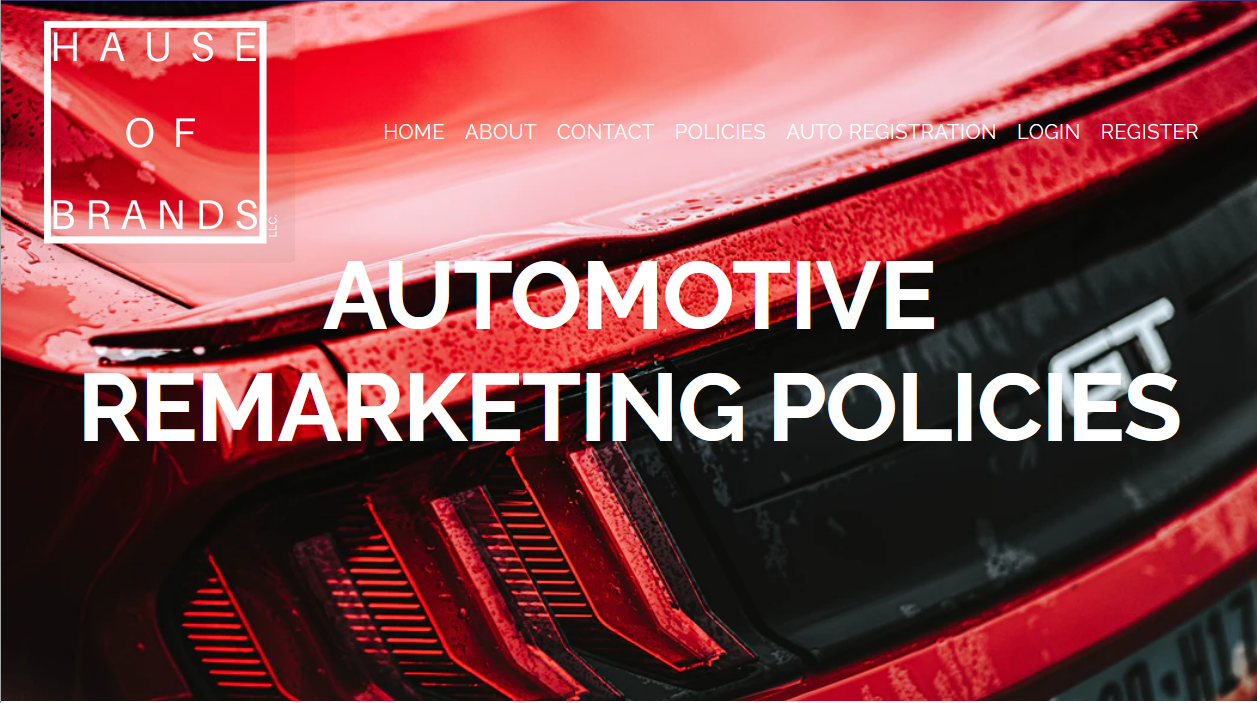 HAUSE
OF
BRANDS
LLC.
HOME ABOUT CONTACT POLICIES AUTO REGISTRATION LOGIN REGISTER
AUTOMOTIVE
REMARKETING POLICIES
GT